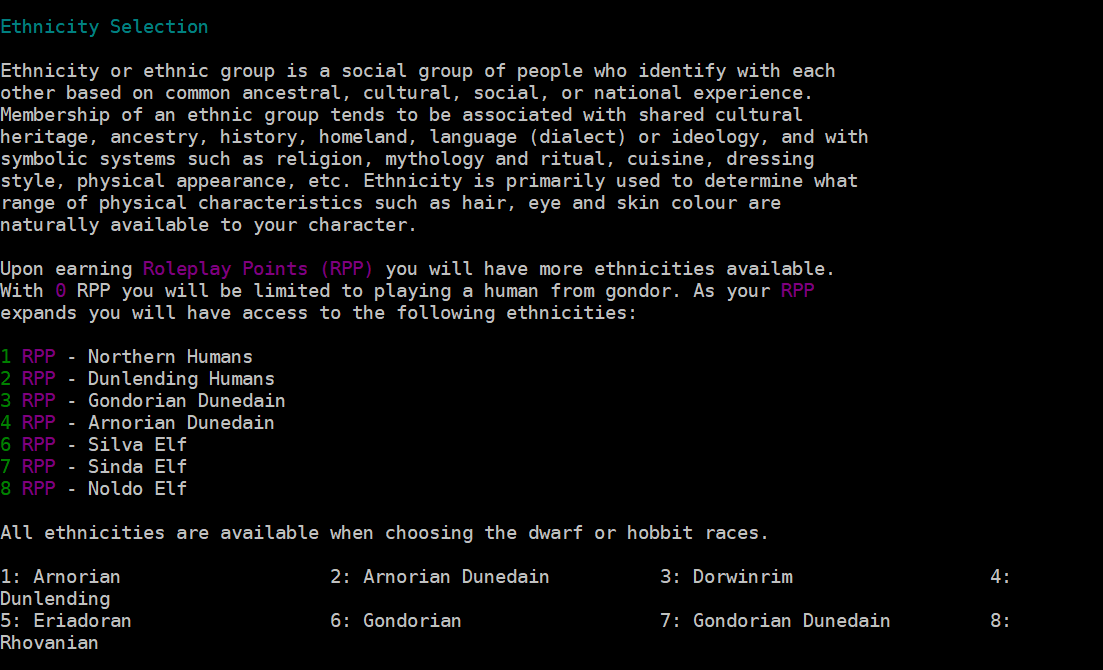 Ethnicity Selection
Ethnicity or ethnic group is a social group of people who identify with each
other based on common ancestral, cultural, social, or national experience.
Membership of an ethnic group tends to be associated with shared cultural
heritage, ancestry, history, homeland, language (dialect) or ideology, and with
symbolic systems such as religion, mythology and ritual, cuisine, dressing
style, physical appearance, etc. Ethnicity is primarily used to determine what
range of physical characteristics such as hair, eye and skin colour are
naturally available to your character.
Upon earning Roleplay Points (RPP) you will have more ethnicities available.
With 0 RPP you will be limited to playing a human from gondor. As your RPP
expands you will have access to the following ethnicities:
1 RPP - Northern Humans
2 RPP - Dunlending Humans
3 RPP - Gondorian Dunedain
4 RPP - Arnorian Dunedain
6 RPP - Silva Elf
7 RPP - Sinda Elf
8 RPP - Noldo Elf
All ethnicities are available when choosing the dwarf or hobbit races.
1: Arnorian 2: Arnorian Dunedain 3: Dorwinrim 4:
Dunlending
5: Eriadoran 6: Gondorian 7: Gondorian Dunedain 8:
Rhovanian